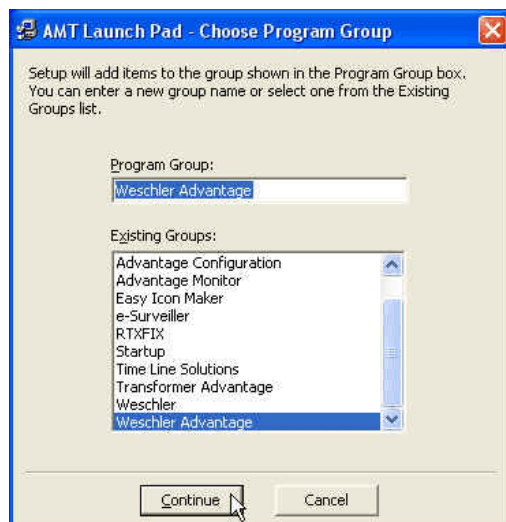 AMT Launch Pad - Choose Program Group
Setup will add items to the group shown in the Program Group box.
You can enter a new group name or select one from the Existing
Groups list.
Program Group:
Weschler Advantage
Existing Groups:
Advantage Configuration
Advantage Monitor
Easy Icon Maker
e-Surveiller
RTXFIX
Startup
Time Line Solutions
Transformer Advantage
Weschler
Weschler Advantage
Continue
Cancel